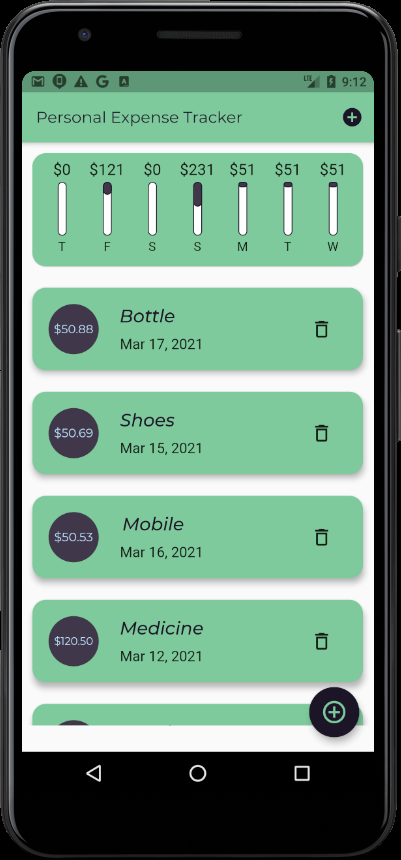 LTE 9:12
Personal Expense Tracker
$0 $121 $0 $231 $51 $51 $51
T F S S M T W
Bottle
$50.88
Mar 17, 2021
Shoes
$50.69
Mar 15, 2021
Mobile
$50.53
Mar 16, 2021
Medicine
$120.50
Mar 12, 2021